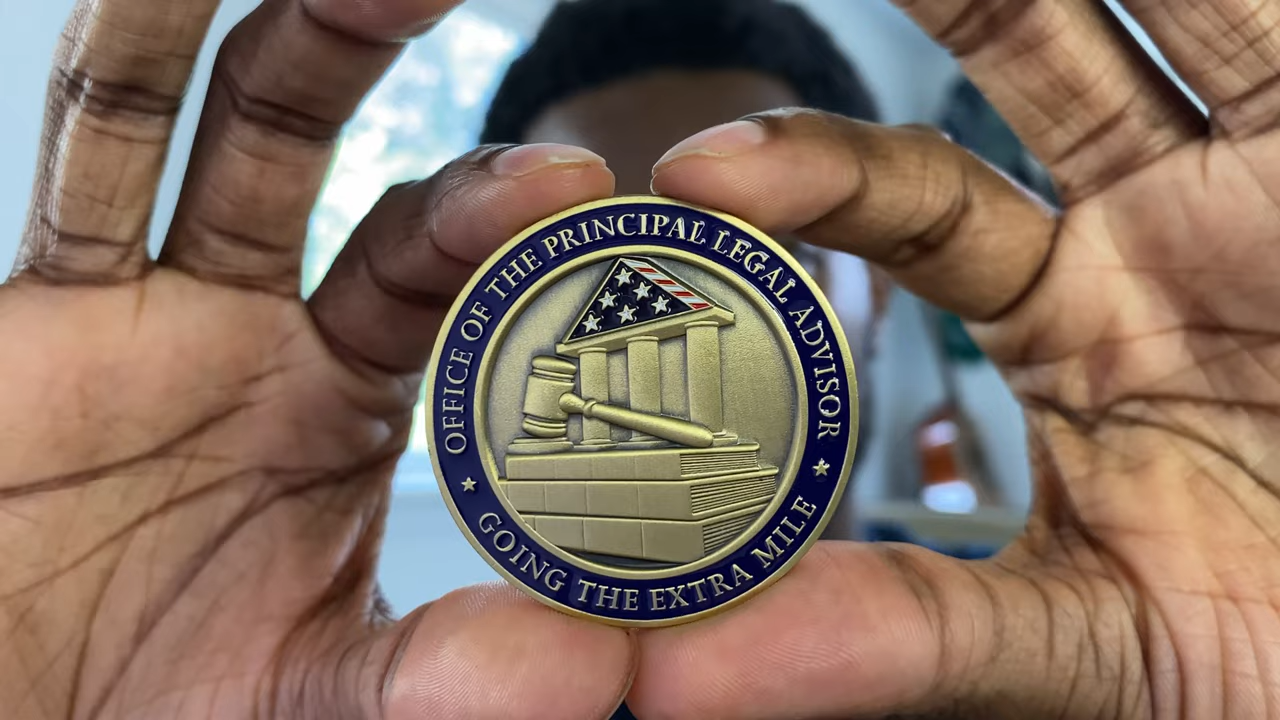 OFFICE OF THE PRINCIPAL LEGAL ADVISOR
GOING THE EXTRA MILE